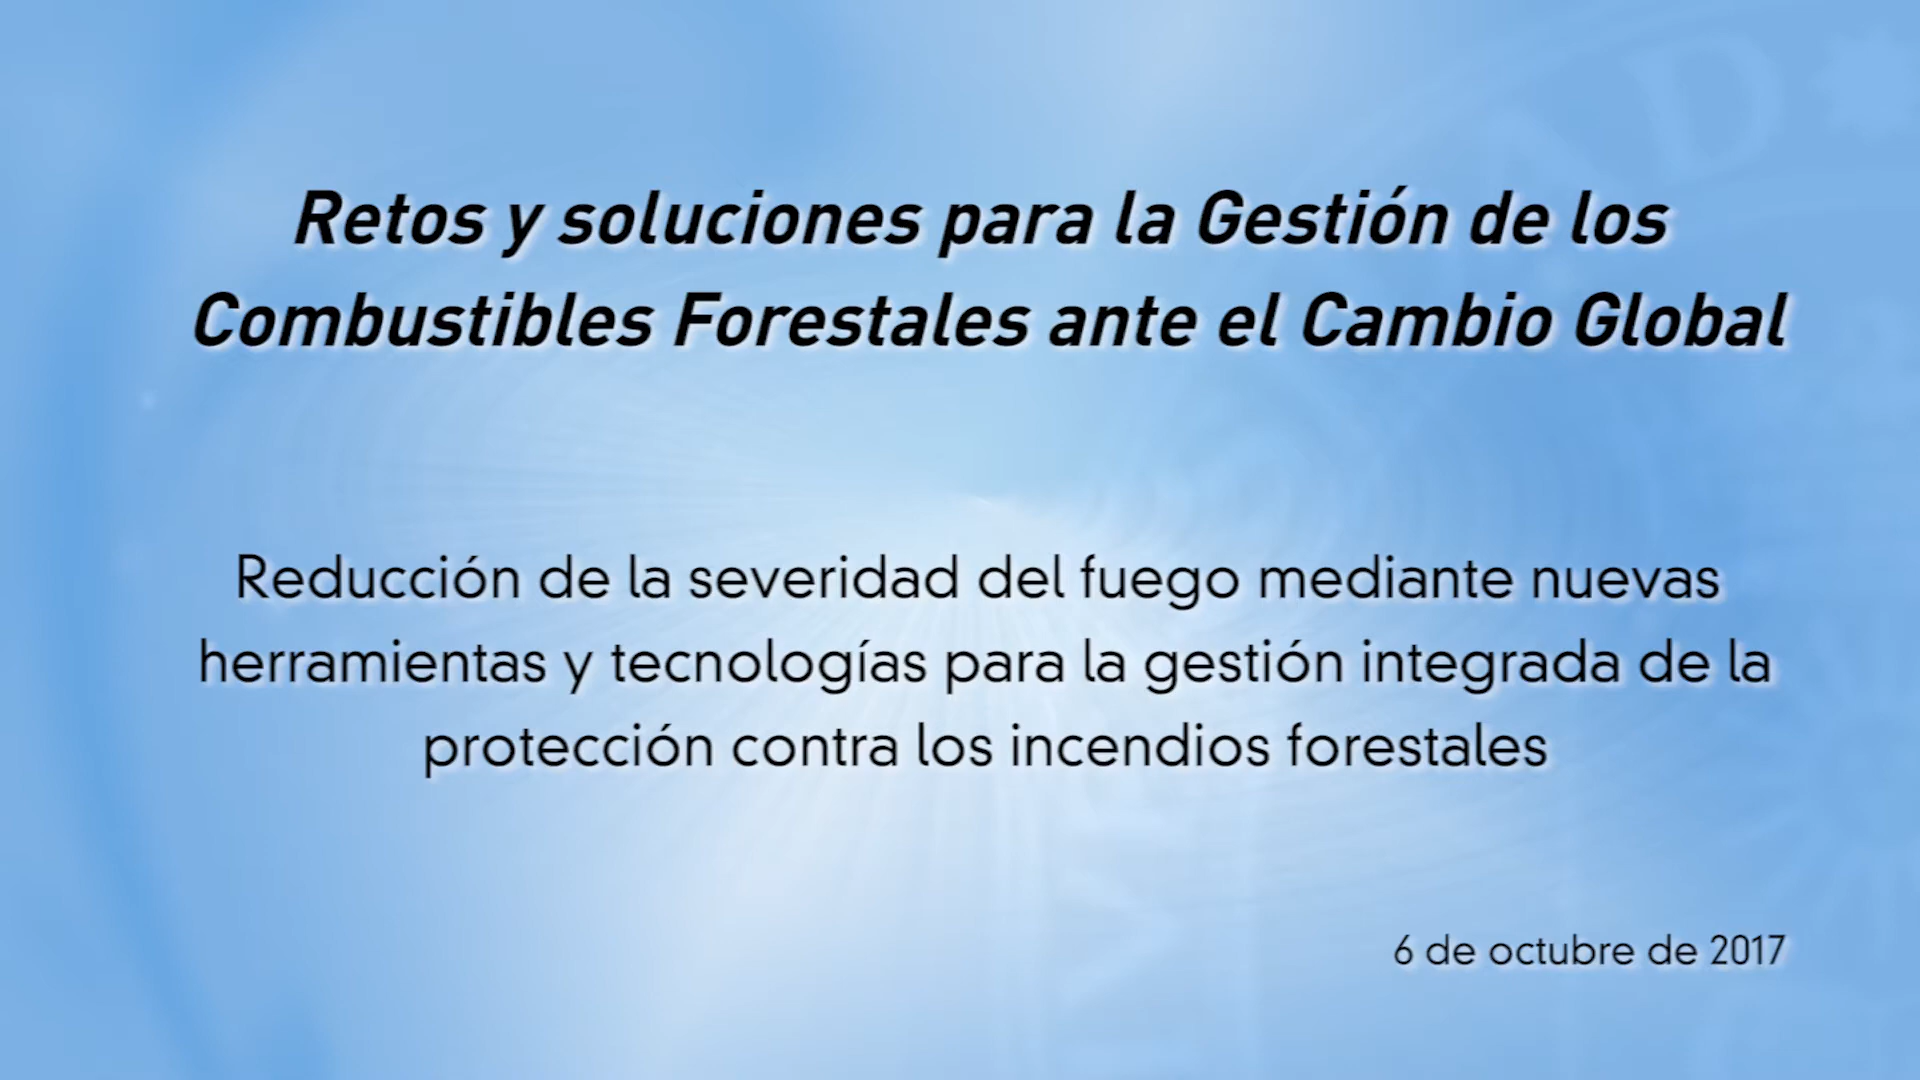 Retos y soluciones para la Gestión de los
Combustibles Forestales ante el Cambio Global
Reducción de la severidad del fuego mediante nuevas
herramientas y tecnologías para la gestión integrada de la
protección contra los incendios forestales
6 de octubre de 2017